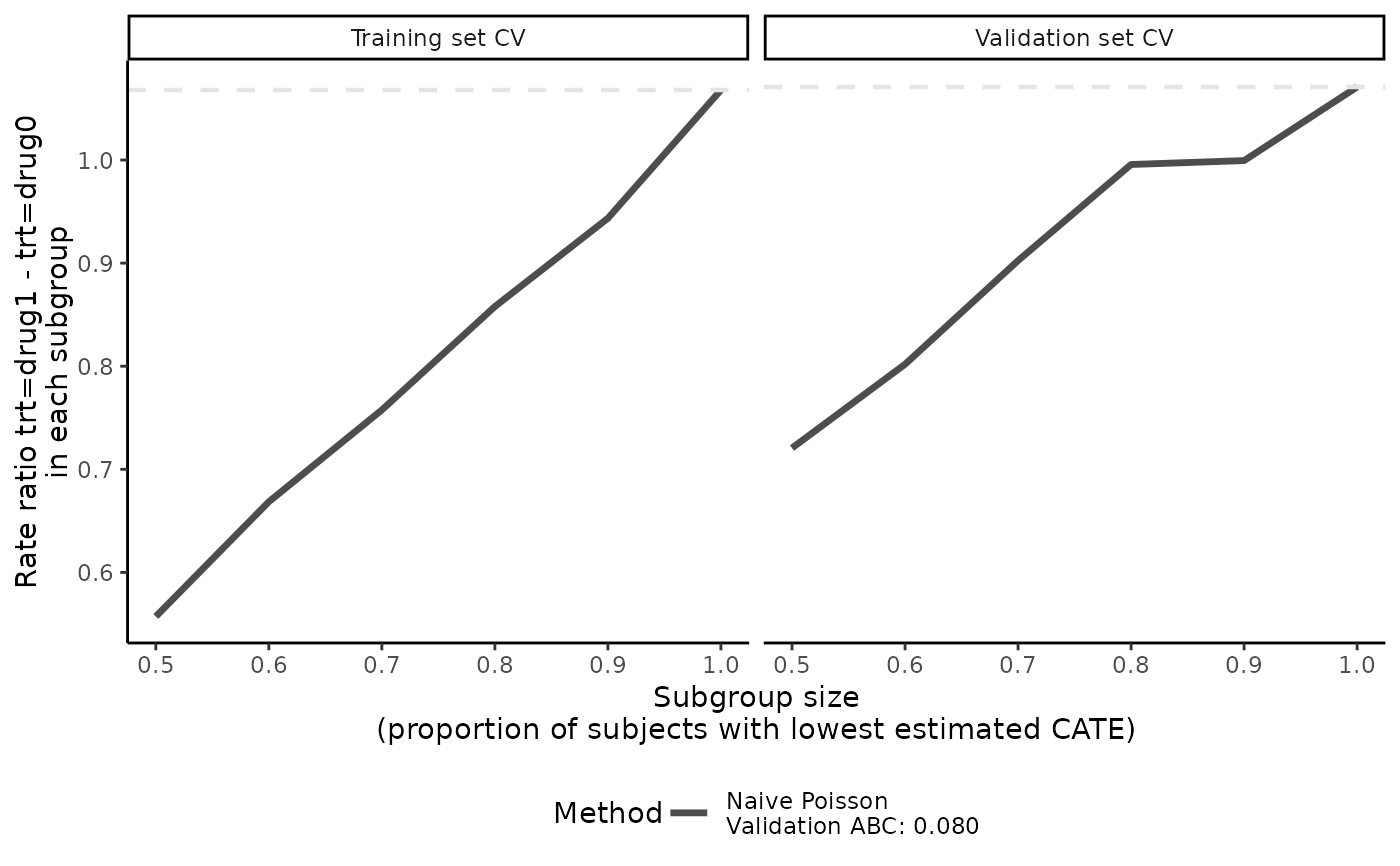 Training set CV
Validation set CV
Rate ratio trt=drug1 - trt=drug0
in each subgroup
1.0
0.9
0.8
0.7
0.6
0.5 0.6 0.7 0.8 0.9 1.0
0.5 0.6 0.7 0.8 0.9 1.0
Subgroup size
(proportion of subjects with lowest estimated CATE)
Method
Naive Poisson
Validation ABC: 0.080